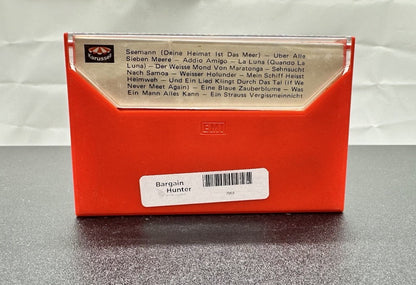 Karussell
Seemann (Deine Heimat Ist Das Meer) — Über Alle
Sieben Meere — Addio Amigo — La Luna (Quando La
Luna) — Der Weisse Mond Von Maratonga — Sehnsucht
Nach Samoa — Weisser Holunder — Mein Schiff Heisst
Heimweh — Und Ein Lied Klingt Durch Das Tal (If We
Never Meet Again) — Eine Blaue Zauberblume — Was
Ein Mann Alles Kann — Ein Strauss Vergissmeinnicht
EMI
Bargain
Hunter